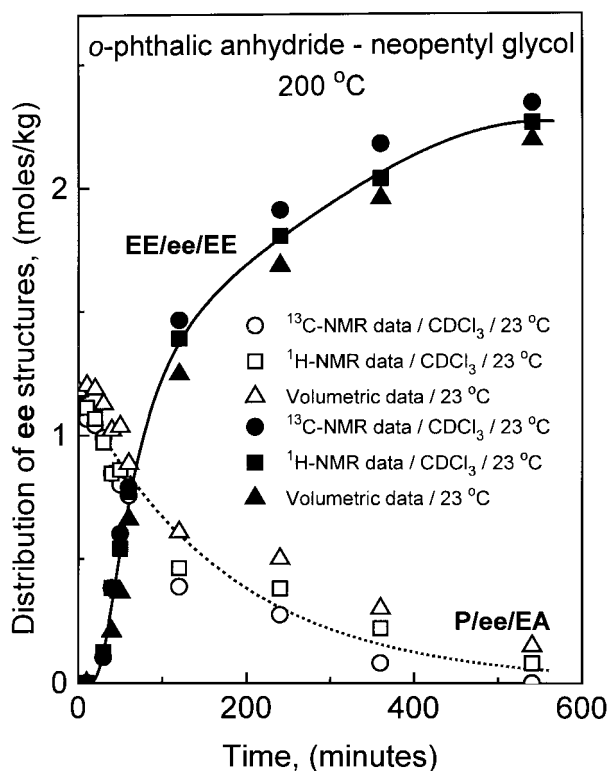 o-phthalic anhydride - neopentyl glycol
200 °C
Distribution of ee structures, (moles/kg)
2
1
0
EE/ee/EE
¹³C-NMR data / CDCl₃ / 23 °C
¹H-NMR data / CDCl₃ / 23 °C
Volumetric data / 23 °C
¹³C-NMR data / CDCl₃ / 23 °C
¹H-NMR data / CDCl₃ / 23 °C
Volumetric data / 23 °C
P/ee/EA
0 200 400 600
Time, (minutes)